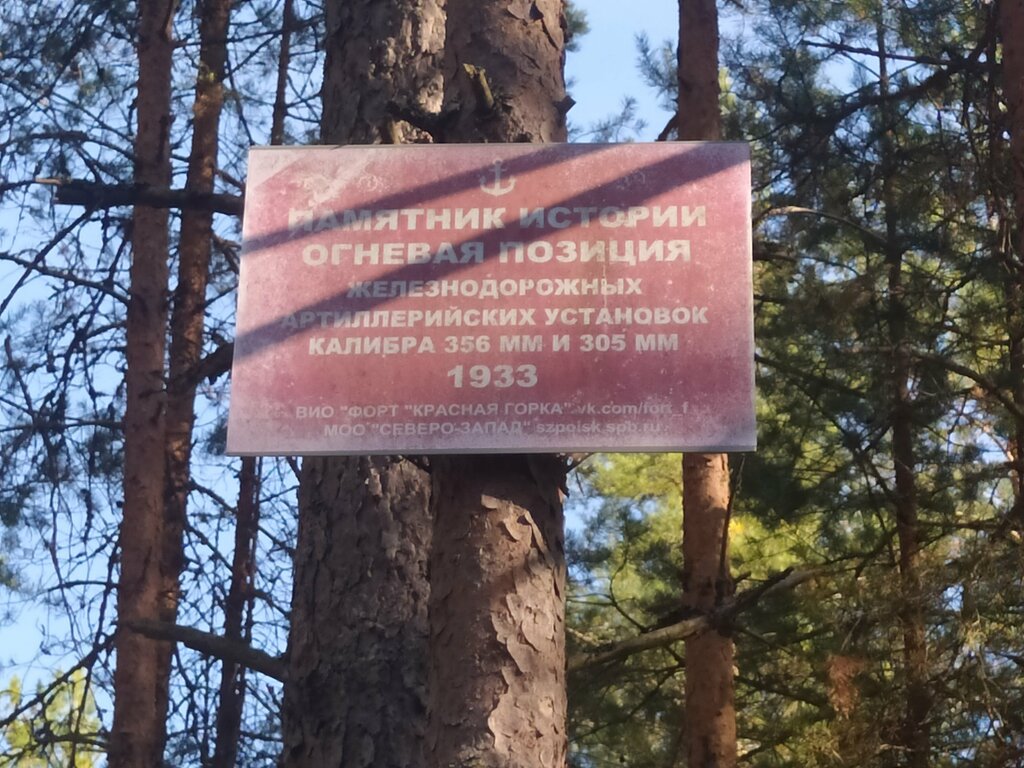 ПАМЯТНИК ИСТОРИИ
ОГНЕВАЯ ПОЗИЦИЯ
ЖЕЛЕЗНОДОРОЖНЫХ
АРТИЛЛЕРИЙСКИХ УСТАНОВОК
КАЛИБРА 356 ММ И 305 ММ
1933
ВИО "ФОРТ "КРАСНАЯ ГОРКА" vk.com/fort_f
МОО "СЕВЕРО-ЗАПАД" szpoisk.spb.ru